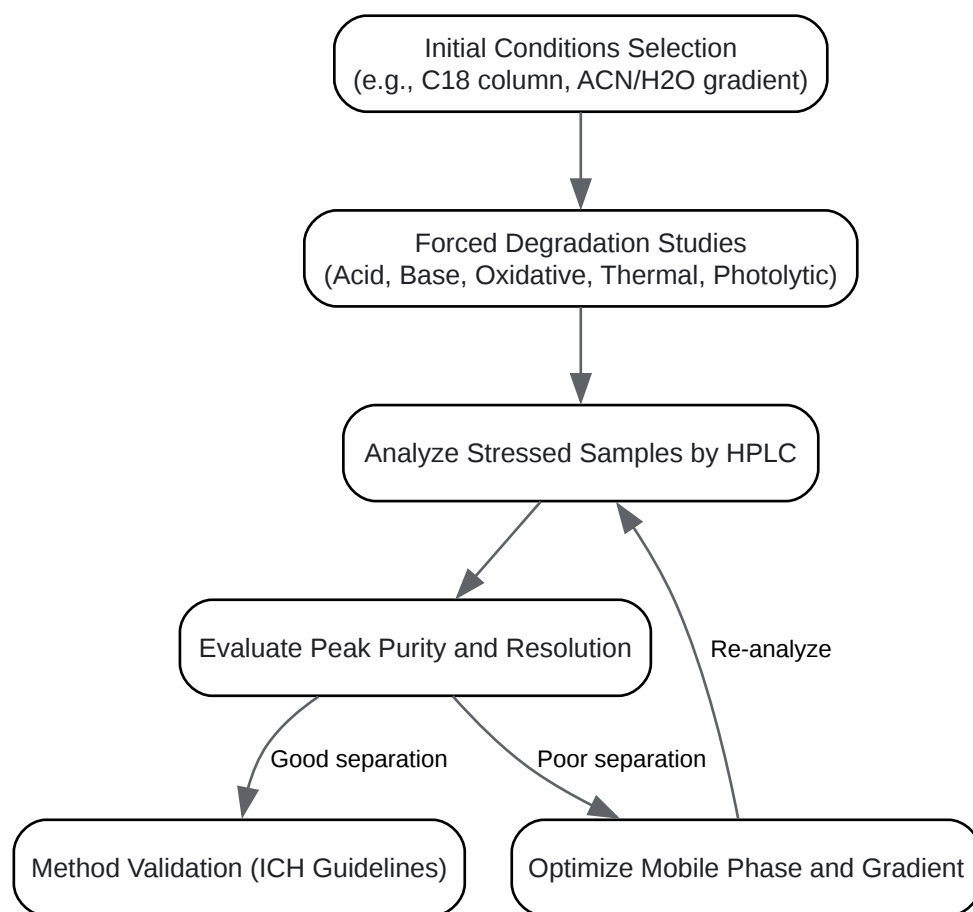 Initial Conditions Selection
(e.g., C18 column, ACN/H2O gradient)
Forced Degradation Studies
(Acid, Base, Oxidative, Thermal, Photolytic)
Analyze Stressed Samples by HPLC
Evaluate Peak Purity and Resolution
Re-analyze
Good separation
Poor separation
Method Validation (ICH Guidelines)
Optimize Mobile Phase and Gradient